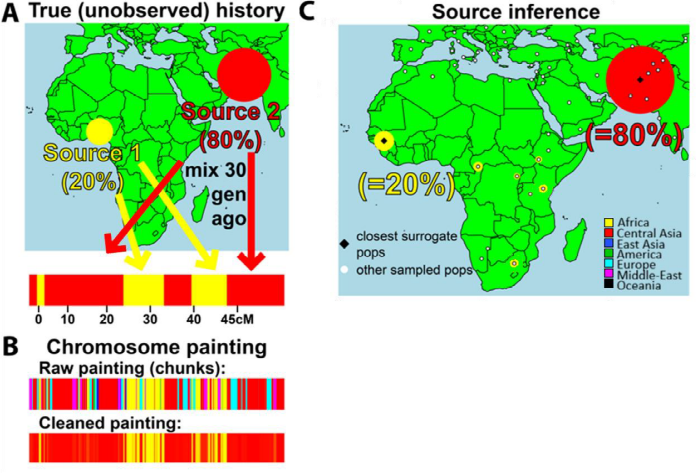 A True (unobserved) history
Source 2
(80%)
Source 1
(20%)
mix 30
gen
ago
0 10 20 30 40 45cM
B Chromosome painting
Raw painting (chunks):
Cleaned painting:
C Source inference
(=80%)
(=20%)
closest surrogate
pops
other sampled pops
Africa
Central Asia
East Asia
America
Europe
Middle-East
Oceania